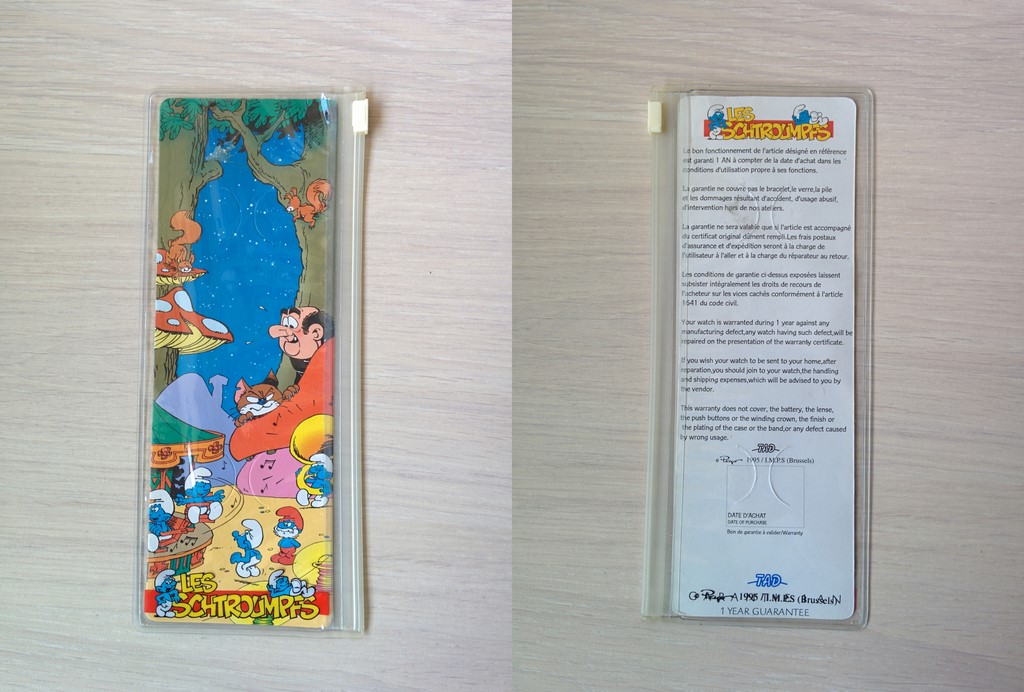 LES
SCHTROUMPFS
LES
SCHTROUMPFS
Le bon fonctionnement de l'article désigné en référence
est garanti 1 AN à compter de la date d'achat dans les
conditions d'utilisation propre à ses fonctions.
La garantie ne couvre pas le bracelet,le verre,la pile
et les dommages résultant d'accident, d'usage abusif,
d'intervention hors de nos ateliers.
La garantie ne sera valable que si l'article est accompagné
du certificat original dûment rempli.Les frais postaux
d'assurance et d'expédition seront à la charge de
l'utilisateur à l'aller et à la charge du réparateur au retour.
Les conditions de garantie ci-dessus exposées laissent
subsister intégralement les droits de recours de
l'acheteur sur les vices cachés conformément à l'article
1641 du code civil.
Your watch is warranted during 1 year against any
manufacturing defect,any watch having such defect,will be
repaired on the presentation of the warranty certificate.
If you wish your watch to be sent to your home,after
reparation,you should join to your watch,the handling
and shipping expenses,which will be advised to you by
the vendor.
This warranty does not cover, the battery, the lense,
the push buttons or the winding crown, the finish or
the plating of the case or the band,or any defect caused
by wrong usage.
TAD
© Peyo 1995 / I.M.P.S (Brussels)
DATE D'ACHAT
DATE OF PURCHASE
Bon de garantie à valider/Warranty
TAD
© Peyo 1995 / I.M.P.S (Brussels)
1 YEAR GUARANTEE